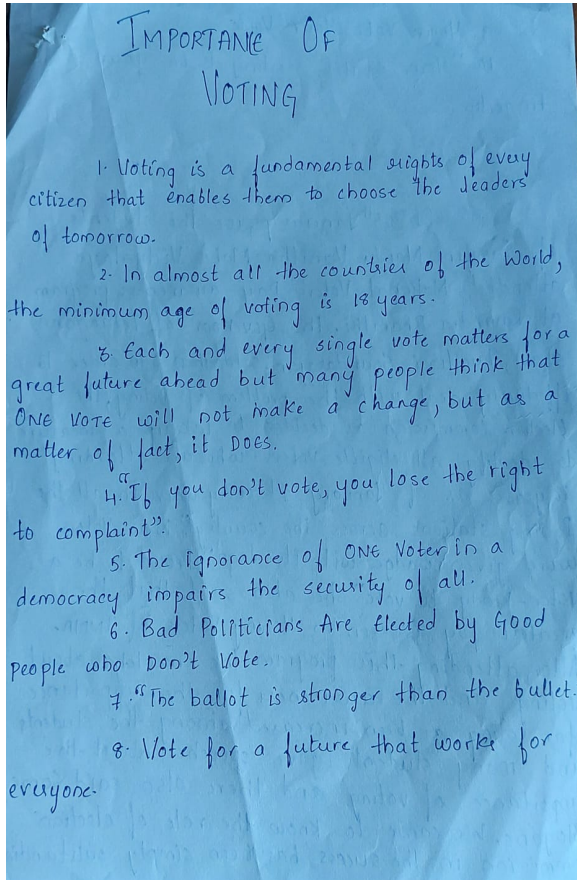 IMPORTANCE OF
VOTING
1. Voting is a fundamental rights of every
citizen that enables them to choose the leaders
of tomorrow.
2. In almost all the countries of the World,
the minimum age of voting is 18 years.
3. Each and every single vote matters for a
great future ahead but many people think that
ONE VOTE will not make a change, but as a
matter of fact, it DOES.
4. "If you don't vote, you lose the right
to complaint".
5. The ignorance of ONE Voter in a
democracy impairs the security of all.
6. Bad Politicians Are Elected by Good
People who Don't Vote.
7. "The ballot is stronger than the bullet.
8. Vote for a future that works for
everyone.